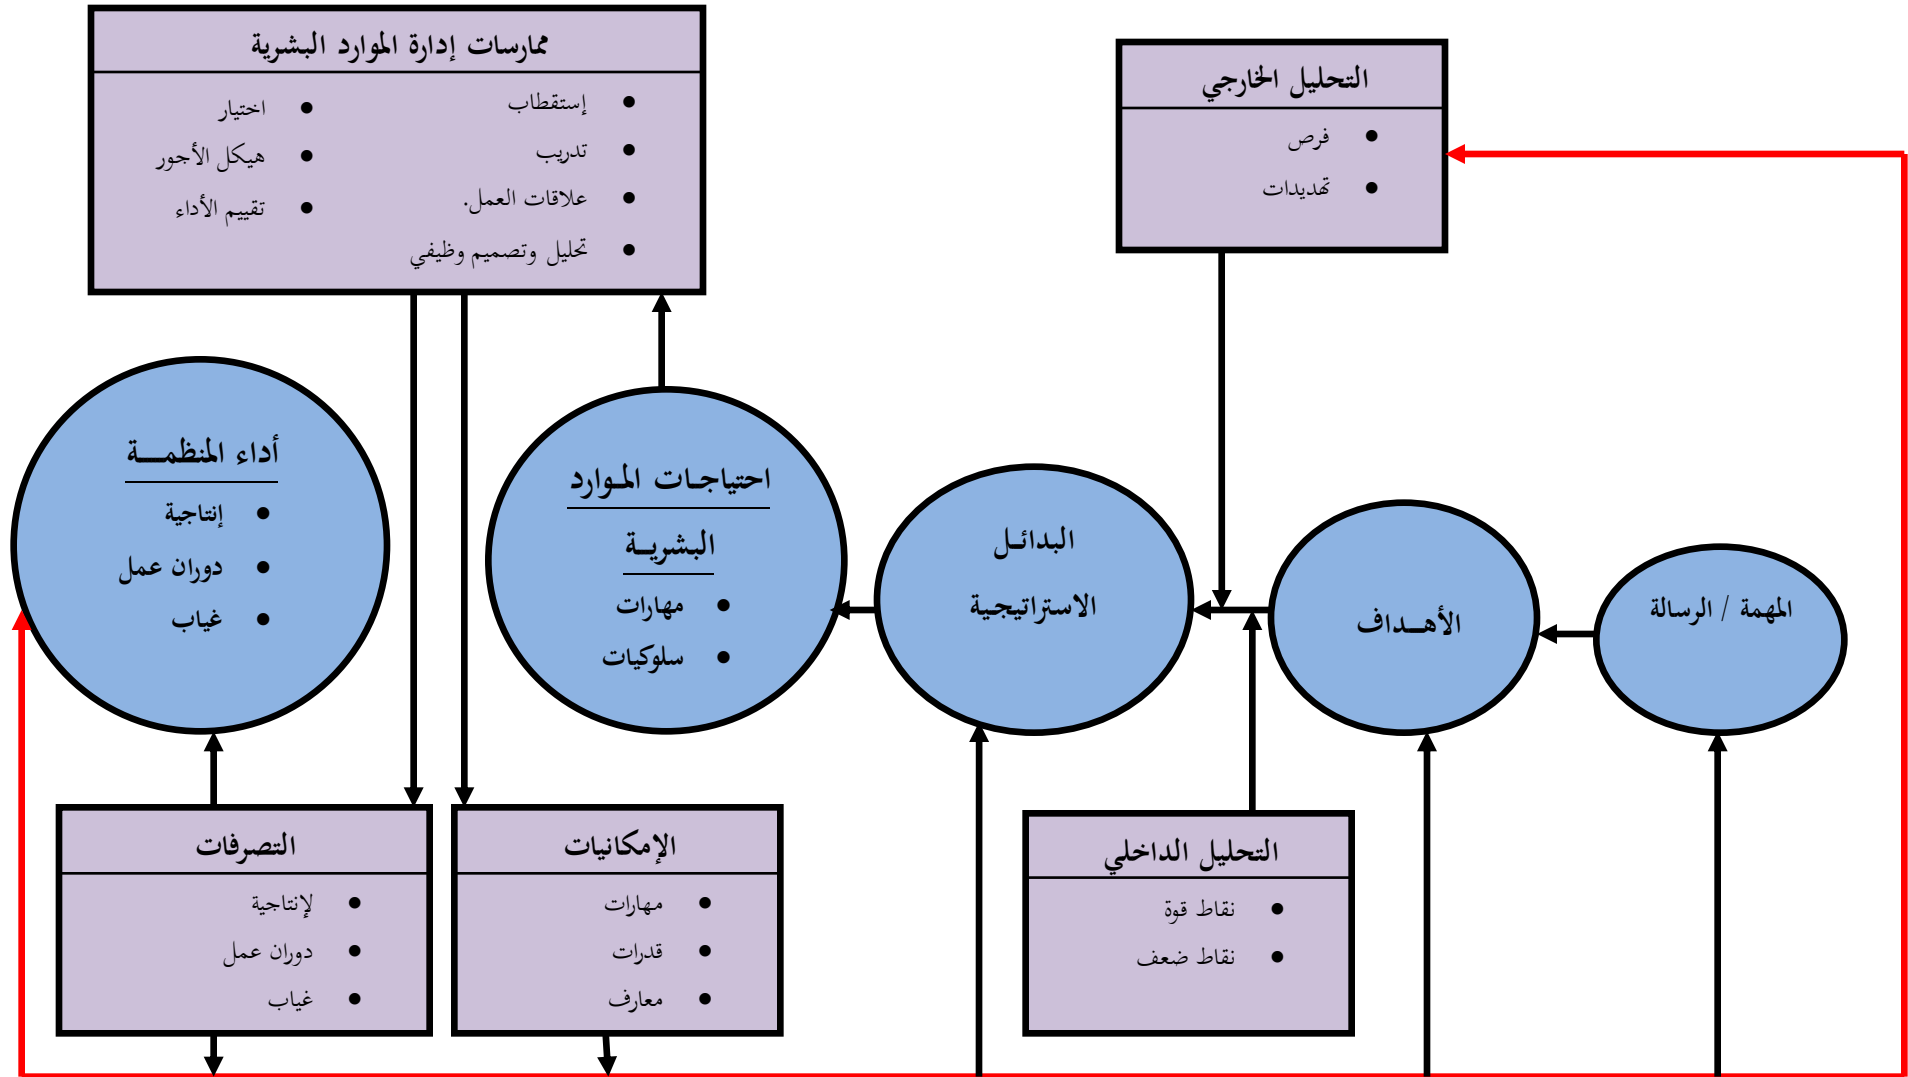 ممارسات إدارة الموارد البشرية
• إستقطاب
• تدريب
• علاقات العمل.
• تحليل وتصميم وظيفي
• اختيار
• هيكل الأجور
• تقييم الأداء
التحليل الخارجي
• فرص
• تهديدات
المهمة / الرسالة
الأهـداف
البدائـل
الاستراتيجية
احتياجـات المـوارد
البشريـة
• مهارات
• سلوكيات
أداء المنظمـــة
• إنتاجية
• دوران عمل
• غياب
التحليل الداخلي
• نقاط قوة
• نقاط ضعف
الإمكانيات
• مهارات
• قدرات
• معارف
التصرفات
• لإنتاجية
• دوران عمل
• غياب